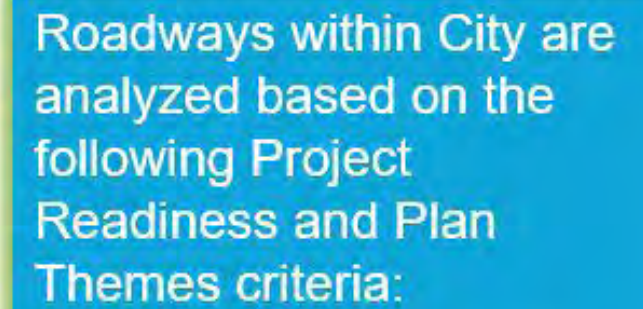 Roadways within City are
analyzed based on the
following Project
Readiness and Plan
Themes criteria: